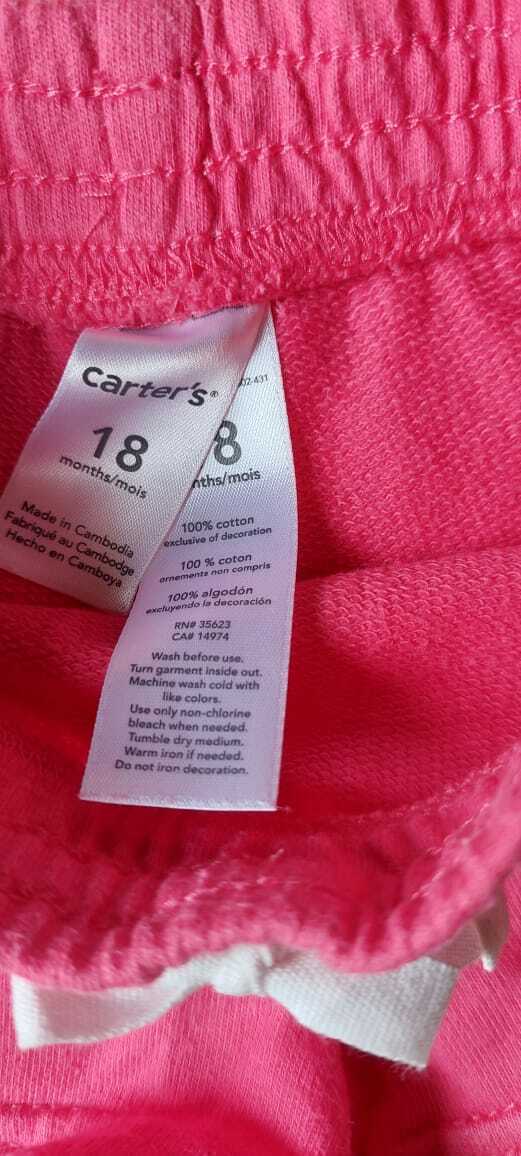 carter's®
18
months/mois
Made in Cambodia
Fabriqué au Cambodge
Hecho en Camboya
02-431
8
nths/mois
100% cotton
exclusive of decoration
100 % coton
ornements non compris
100% algodón
excluyendo la decoración
RN# 35623
CA# 14974
Wash before use.
Turn garment inside out.
Machine wash cold with
like colors.
Use only non-chlorine
bleach when needed.
Tumble dry medium.
Warm iron if needed.
Do not iron decoration.